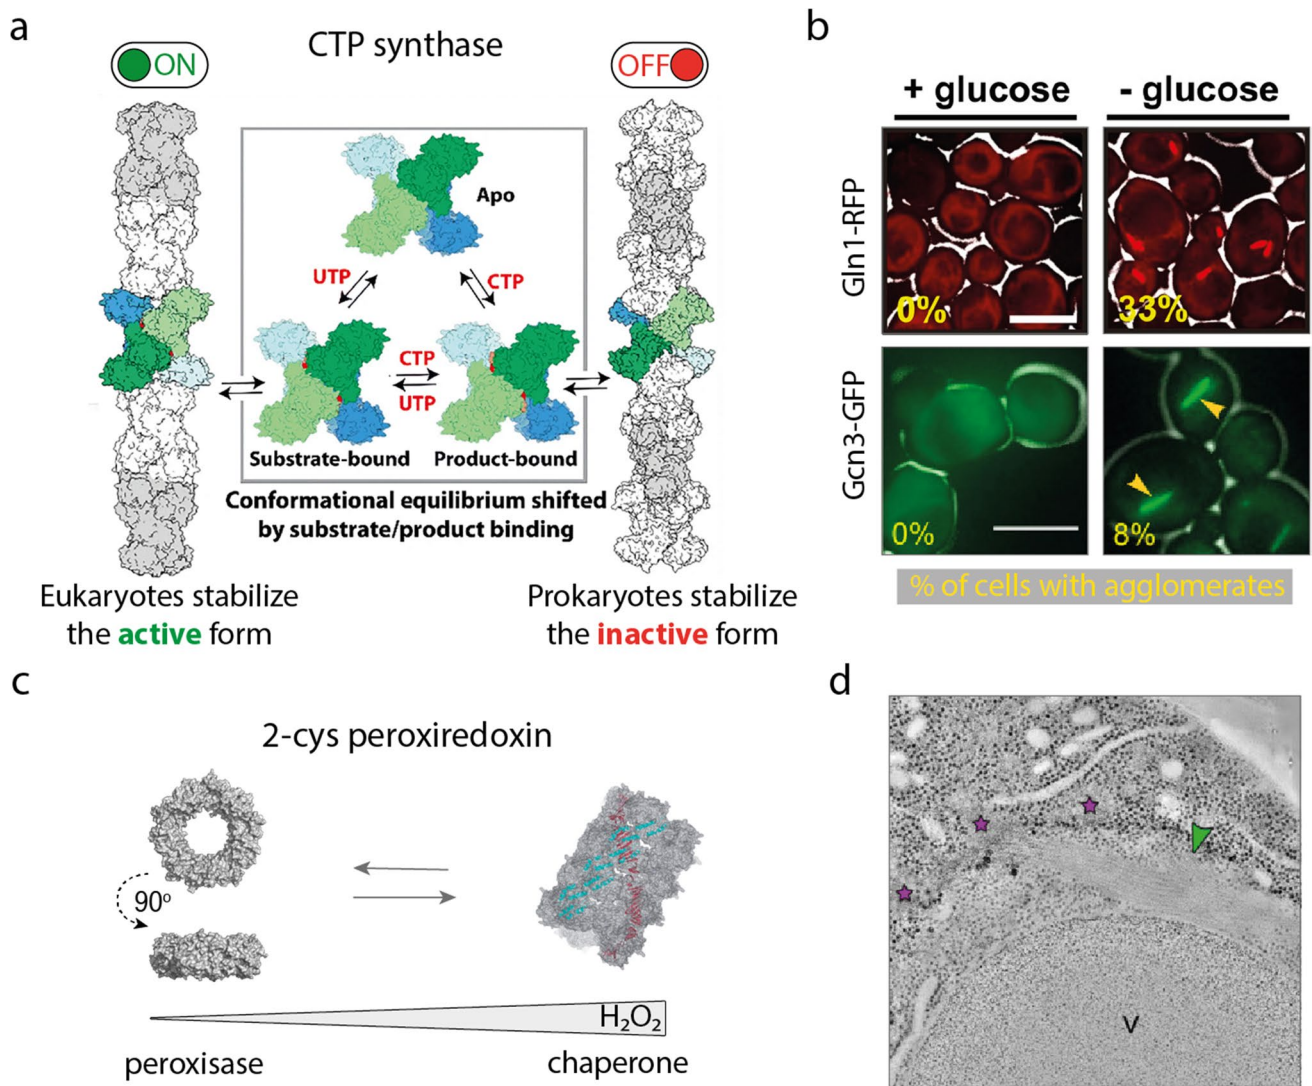 a
CTP synthase
ON
OFF
Apo
UTP
CTP
CTP
UTP
Substrate-bound
Product-bound
Conformational equilibrium shifted
by substrate/product binding
Eukaryotes stabilize
the active form
Prokaryotes stabilize
the inactive form
b
+ glucose
- glucose
Gln1-RFP
0%
33%
Gcn3-GFP
0%
8%
% of cells with agglomerates
c
2-cys peroxiredoxin
90º
H₂O₂
peroxisase
chaperone
d
V